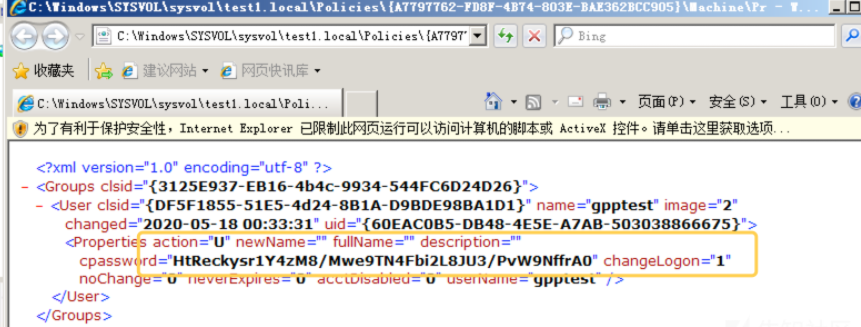 C:\Windows\SYSVOL\sysvol\test1.local\Policies\{A7797762-FD8F-4B74-803E-BAE362BCC905}\Machine\Pr - W...
C:\Windows\SYSVOL\sysvol\test1.local\Policies\{A7797 Bing
收藏夹 建议网站 网页快讯库
C:\Windows\SYSVOL\sysvol\test1.local\Poli... 页面(P) 安全(S) 工具(O)
为了有利于保护安全性，Internet Explorer 已限制此网页运行可以访问计算机的脚本或 ActiveX 控件。请单击这里获取选项...
<?xml version="1.0" encoding="utf-8" ?>
- <Groups clsid="{3125E937-EB16-4b4c-9934-544FC6D24D26}">
- <User clsid="{DF5F1855-51E5-4d24-8B1A-D9BDE98BA1D1}" name="gpptest" image="2"
changed="2020-05-18 00:33:31" uid="{60EAC0B5-DB48-4E5E-A7AB-503038866675}">
<Properties action="U" newName="" fullName="" description=""
cpassword="HtReckysr1Y4zM8/Mwe9TN4Fbi2L8JU3/PvW9NffrA0" changeLogon="1"
noChange="0" neverExpires="0" acctDisabled="0" userName="gpptest" />
</User>
</Groups>